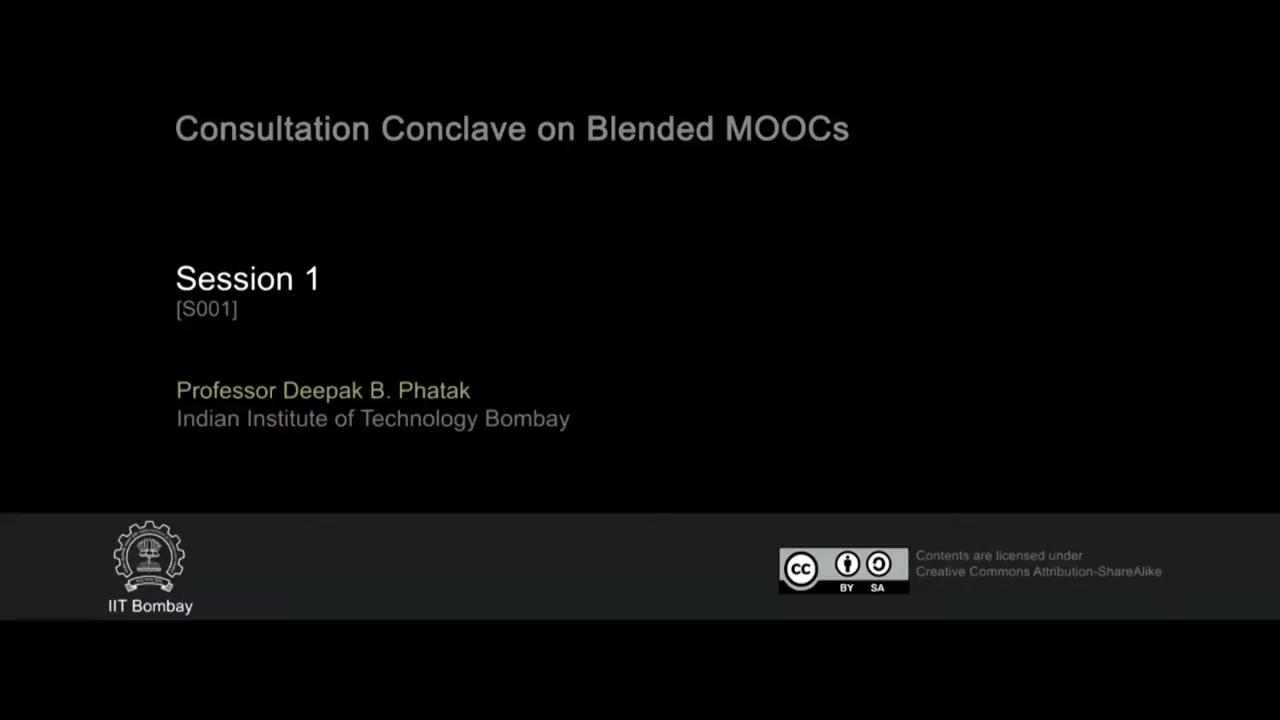 Consultation Conclave on Blended MOOCs
Session 1
[S001]
Professor Deepak B. Phatak
Indian Institute of Technology Bombay
IIT Bombay
cc
BY SA
Contents are licensed under
Creative Commons Attribution-ShareAlike